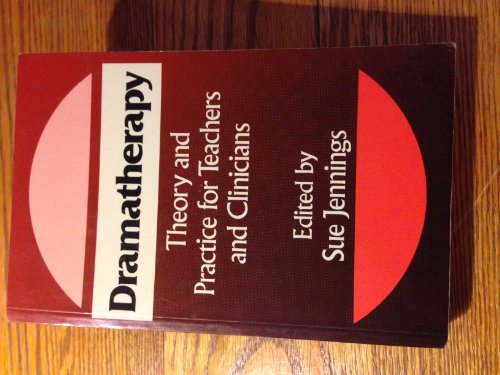 Dramatherapy
Theory and
Practice for Teachers
and Clinicians
Edited by
Sue Jennings